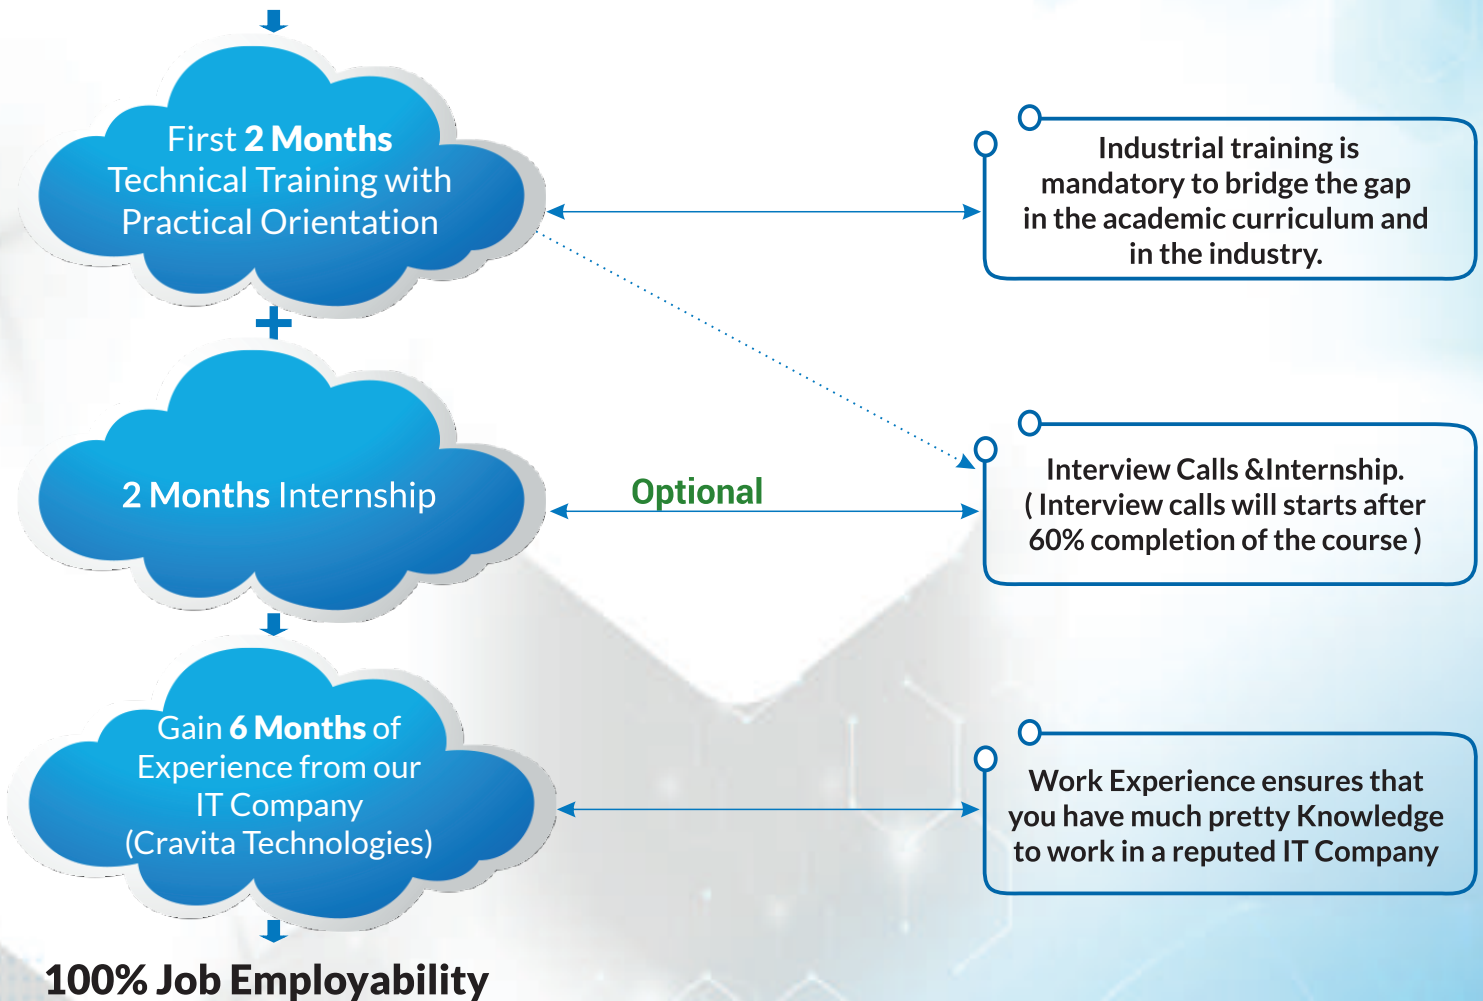 First 2 Months
Technical Training with
Practical Orientation
Industrial training is
mandatory to bridge the gap
in the academic curriculum and
in the industry.
+
2 Months Internship
Optional
Interview Calls &Internship.
( Interview calls will starts after
60% completion of the course )
Gain 6 Months of
Experience from our
IT Company
(Cravita Technologies)
Work Experience ensures that
you have much pretty Knowledge
to work in a reputed IT Company
100% Job Employability